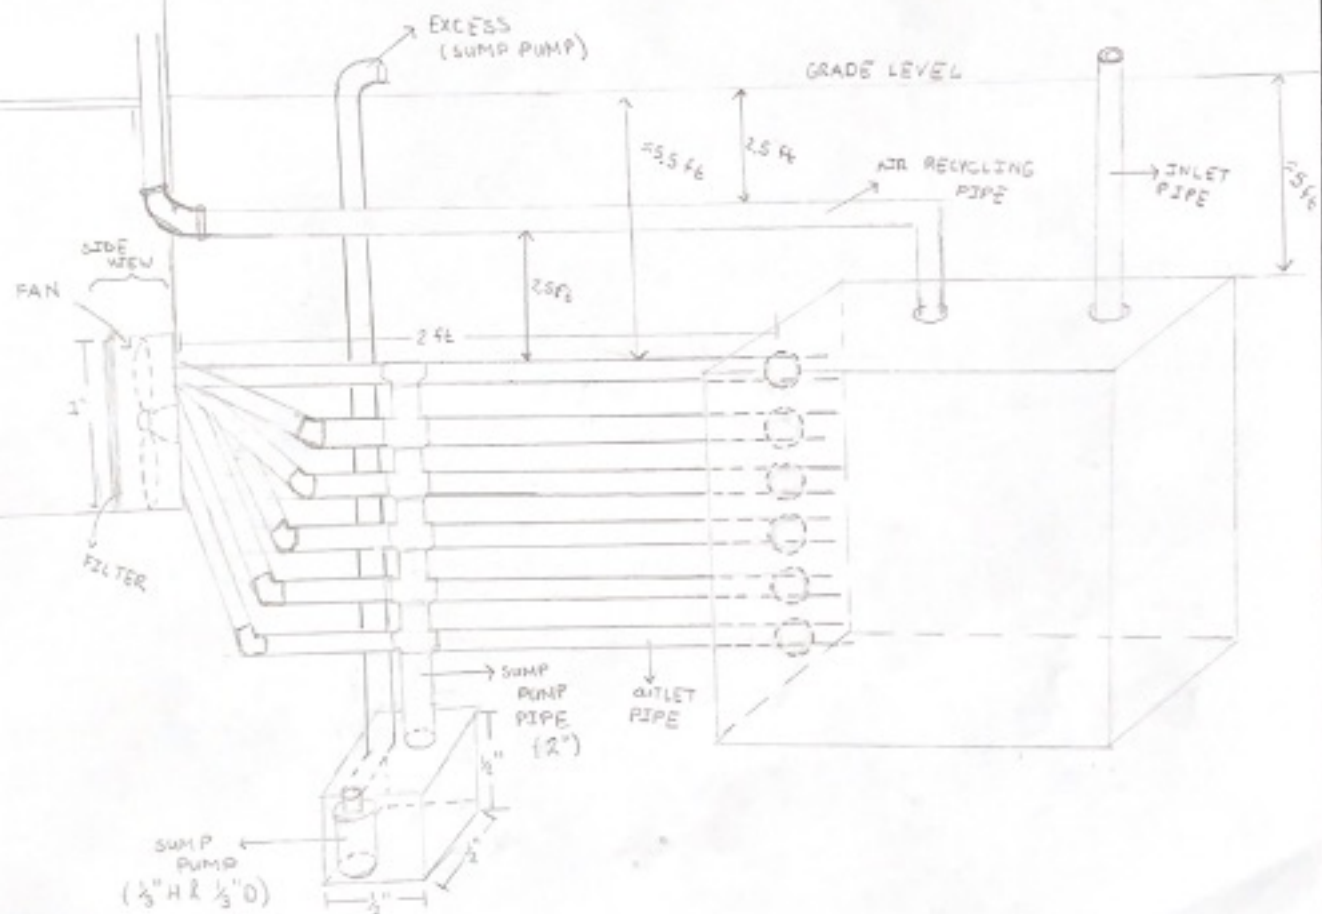 EXCESS
(SUMP PUMP)
GRADE LEVEL
≈5.5 ft
2.5 ft
AIR RECYCLING
PIPE
INLET
PIPE
≈5 ft
SIDE
VIEW
FAN
2.5ft
2 ft
1"
FILTER
SUMP
PUMP
PIPE
(2")
OUTLET
PIPE
½"
½"
½"
SUMP
PUMP
(⅓"H & ⅓"D)